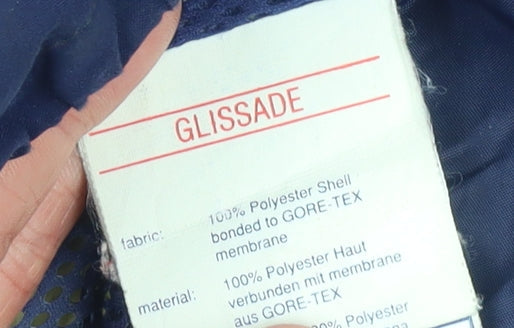 GLISSADE
fabric: 100% Polyester Shell
bonded to GORE-TEX
membrane
material: 100% Polyester Haut
verbunden mit membrane
aus GORE-TEX
Polyester